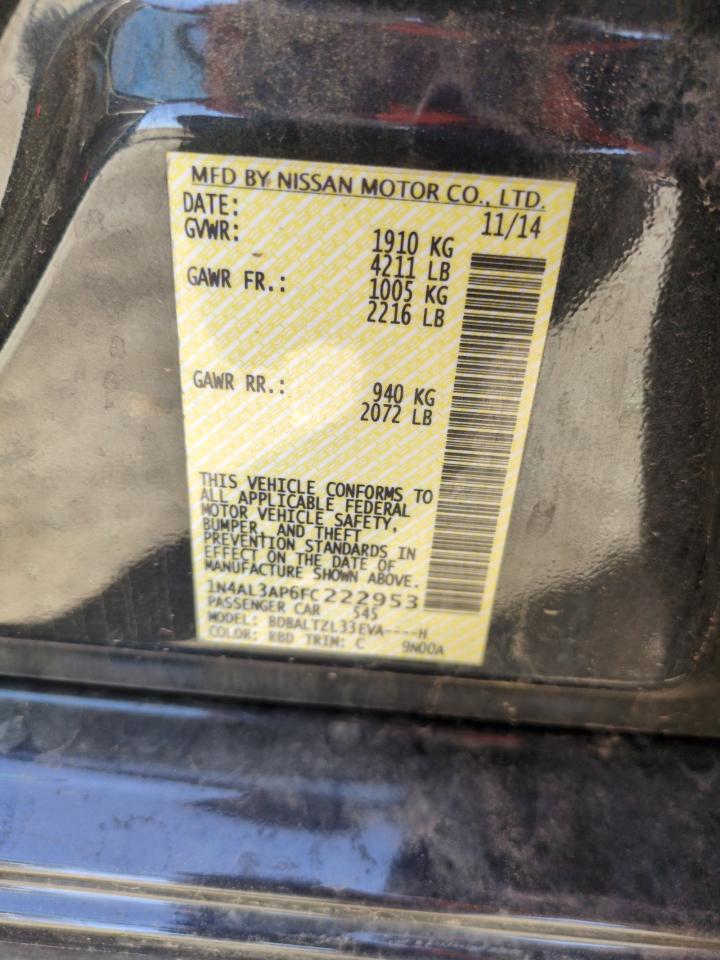 MFD BY NISSAN MOTOR CO., LTD.
DATE: 11/14
GVWR: 1910 KG
4211 LB
GAWR FR.: 1005 KG
2216 LB
GAWR RR.: 940 KG
2072 LB
THIS VEHICLE CONFORMS TO
ALL APPLICABLE FEDERAL
MOTOR VEHICLE SAFETY,
BUMPER, AND THEFT
PREVENTION STANDARDS IN
EFFECT ON THE DATE OF
MANUFACTURE SHOWN ABOVE.
1N4AL3AP6FC222953
PASSENGER CAR 545
MODEL: BDBALTZL33EVA----H
COLOR: RBD TRIM: C 9N00A